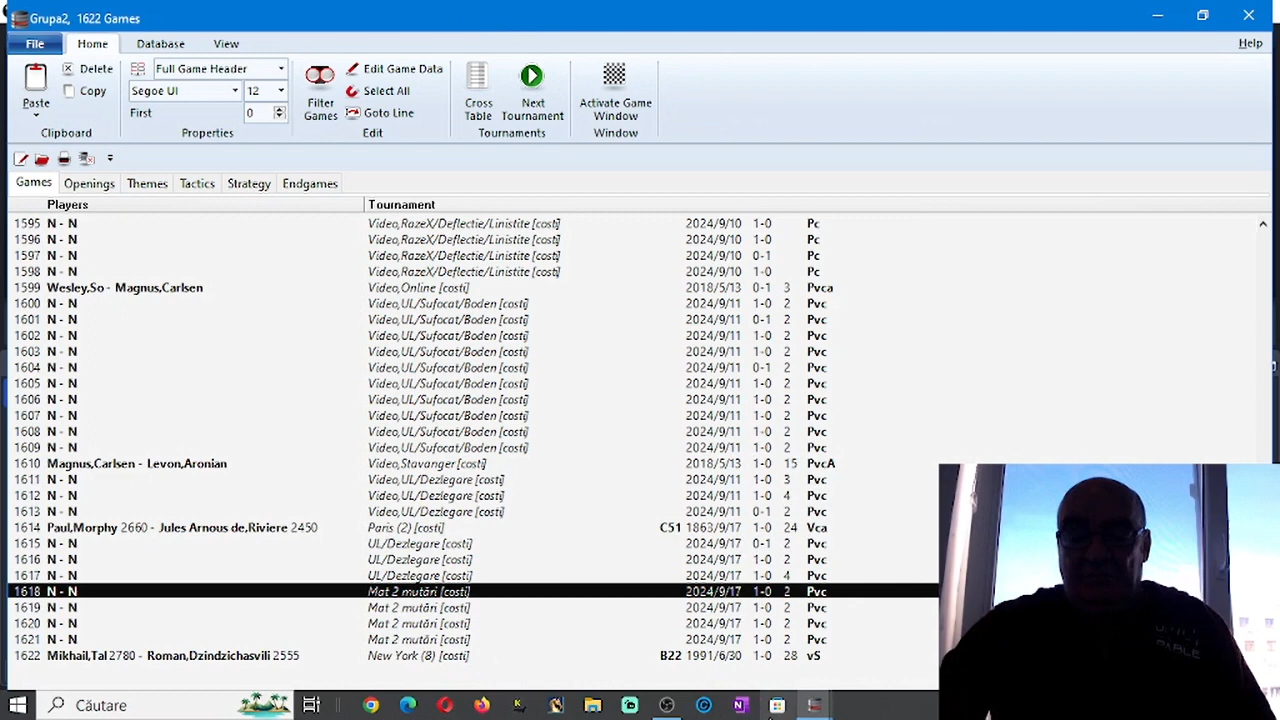 Grupa2, 1622 Games
File Home Database View Help
Paste Delete Copy Clipboard
Full Game Header
Segoe UI 12
First 0
Properties
Filter Games Edit Game Data
Select All
Goto Line
Edit
Cross Table Next Tournament
Tournaments
Activate Game Window
Window
Games Openings Themes Tactics Strategy Endgames
Players Tournament
1595 N - N Video,RazeX/Deflectie/Linistite [costi] 2024/9/10 1-0 Pc
1596 N - N Video,RazeX/Deflectie/Linistite [costi] 2024/9/10 1-0 Pc
1597 N - N Video,RazeX/Deflectie/Linistite [costi] 2024/9/10 0-1 Pc
1598 N - N Video,RazeX/Deflectie/Linistite [costi] 2024/9/10 1-0 Pc
1599 Wesley,So - Magnus,Carlsen Video,Online [costi] 2018/5/13 0-1 3 Pvca
1600 N - N Video,UL/Sufocat/Boden [costi] 2024/9/11 1-0 2 Pvc
1601 N - N Video,UL/Sufocat/Boden [costi] 2024/9/11 0-1 2 Pvc
1602 N - N Video,UL/Sufocat/Boden [costi] 2024/9/11 1-0 2 Pvc
1603 N - N Video,UL/Sufocat/Boden [costi] 2024/9/11 1-0 2 Pvc
1604 N - N Video,UL/Sufocat/Boden [costi] 2024/9/11 0-1 2 Pvc
1605 N - N Video,UL/Sufocat/Boden [costi] 2024/9/11 1-0 2 Pvc
1606 N - N Video,UL/Sufocat/Boden [costi] 2024/9/11 1-0 2 Pvc
1607 N - N Video,UL/Sufocat/Boden [costi] 2024/9/11 1-0 2 Pvc
1608 N - N Video,UL/Sufocat/Boden [costi] 2024/9/11 1-0 2 Pvc
1609 N - N Video,UL/Sufocat/Boden [costi] 2024/9/11 1-0 2 Pvc
1610 Magnus,Carlsen - Levon,Aronian Video,Stavanger [costi] 2018/5/13 1-0 15 PvcA
1611 N - N Video,UL/Dezlegare [costi] 2024/9/11 1-0 3 Pvc
1612 N - N Video,UL/Dezlegare [costi] 2024/9/11 1-0 4 Pvc
1613 N - N Video,UL/Dezlegare [costi] 2024/9/11 0-1 2 Pvc
1614 Paul,Morphy 2660 - Jules Arnous de,Riviere 2450 Paris (2) [costi] C51 1863/9/17 1-0 24 Vca
1615 N - N UL/Dezlegare [costi] 2024/9/17 0-1 2 Pvc
1616 N - N UL/Dezlegare [costi] 2024/9/17 1-0 2 Pvc
1617 N - N UL/Dezlegare [costi] 2024/9/17 1-0 4 Pvc
1618 N - N Mat 2 mutări [costi] 2024/9/17 1-0 2 Pvc
1619 N - N Mat 2 mutări [costi] 2024/9/17 1-0 2 Pvc
1620 N - N Mat 2 mutări [costi] 2024/9/17 1-0 2 Pvc
1621 N - N Mat 2 mutări [costi] 2024/9/17 1-0 2 Pvc
1622 Mikhail,Tal 2780 - Roman,Dzindzichasvili 2555 New York (8) [costi] B22 1991/6/30 1-0 28 vS
Căutare